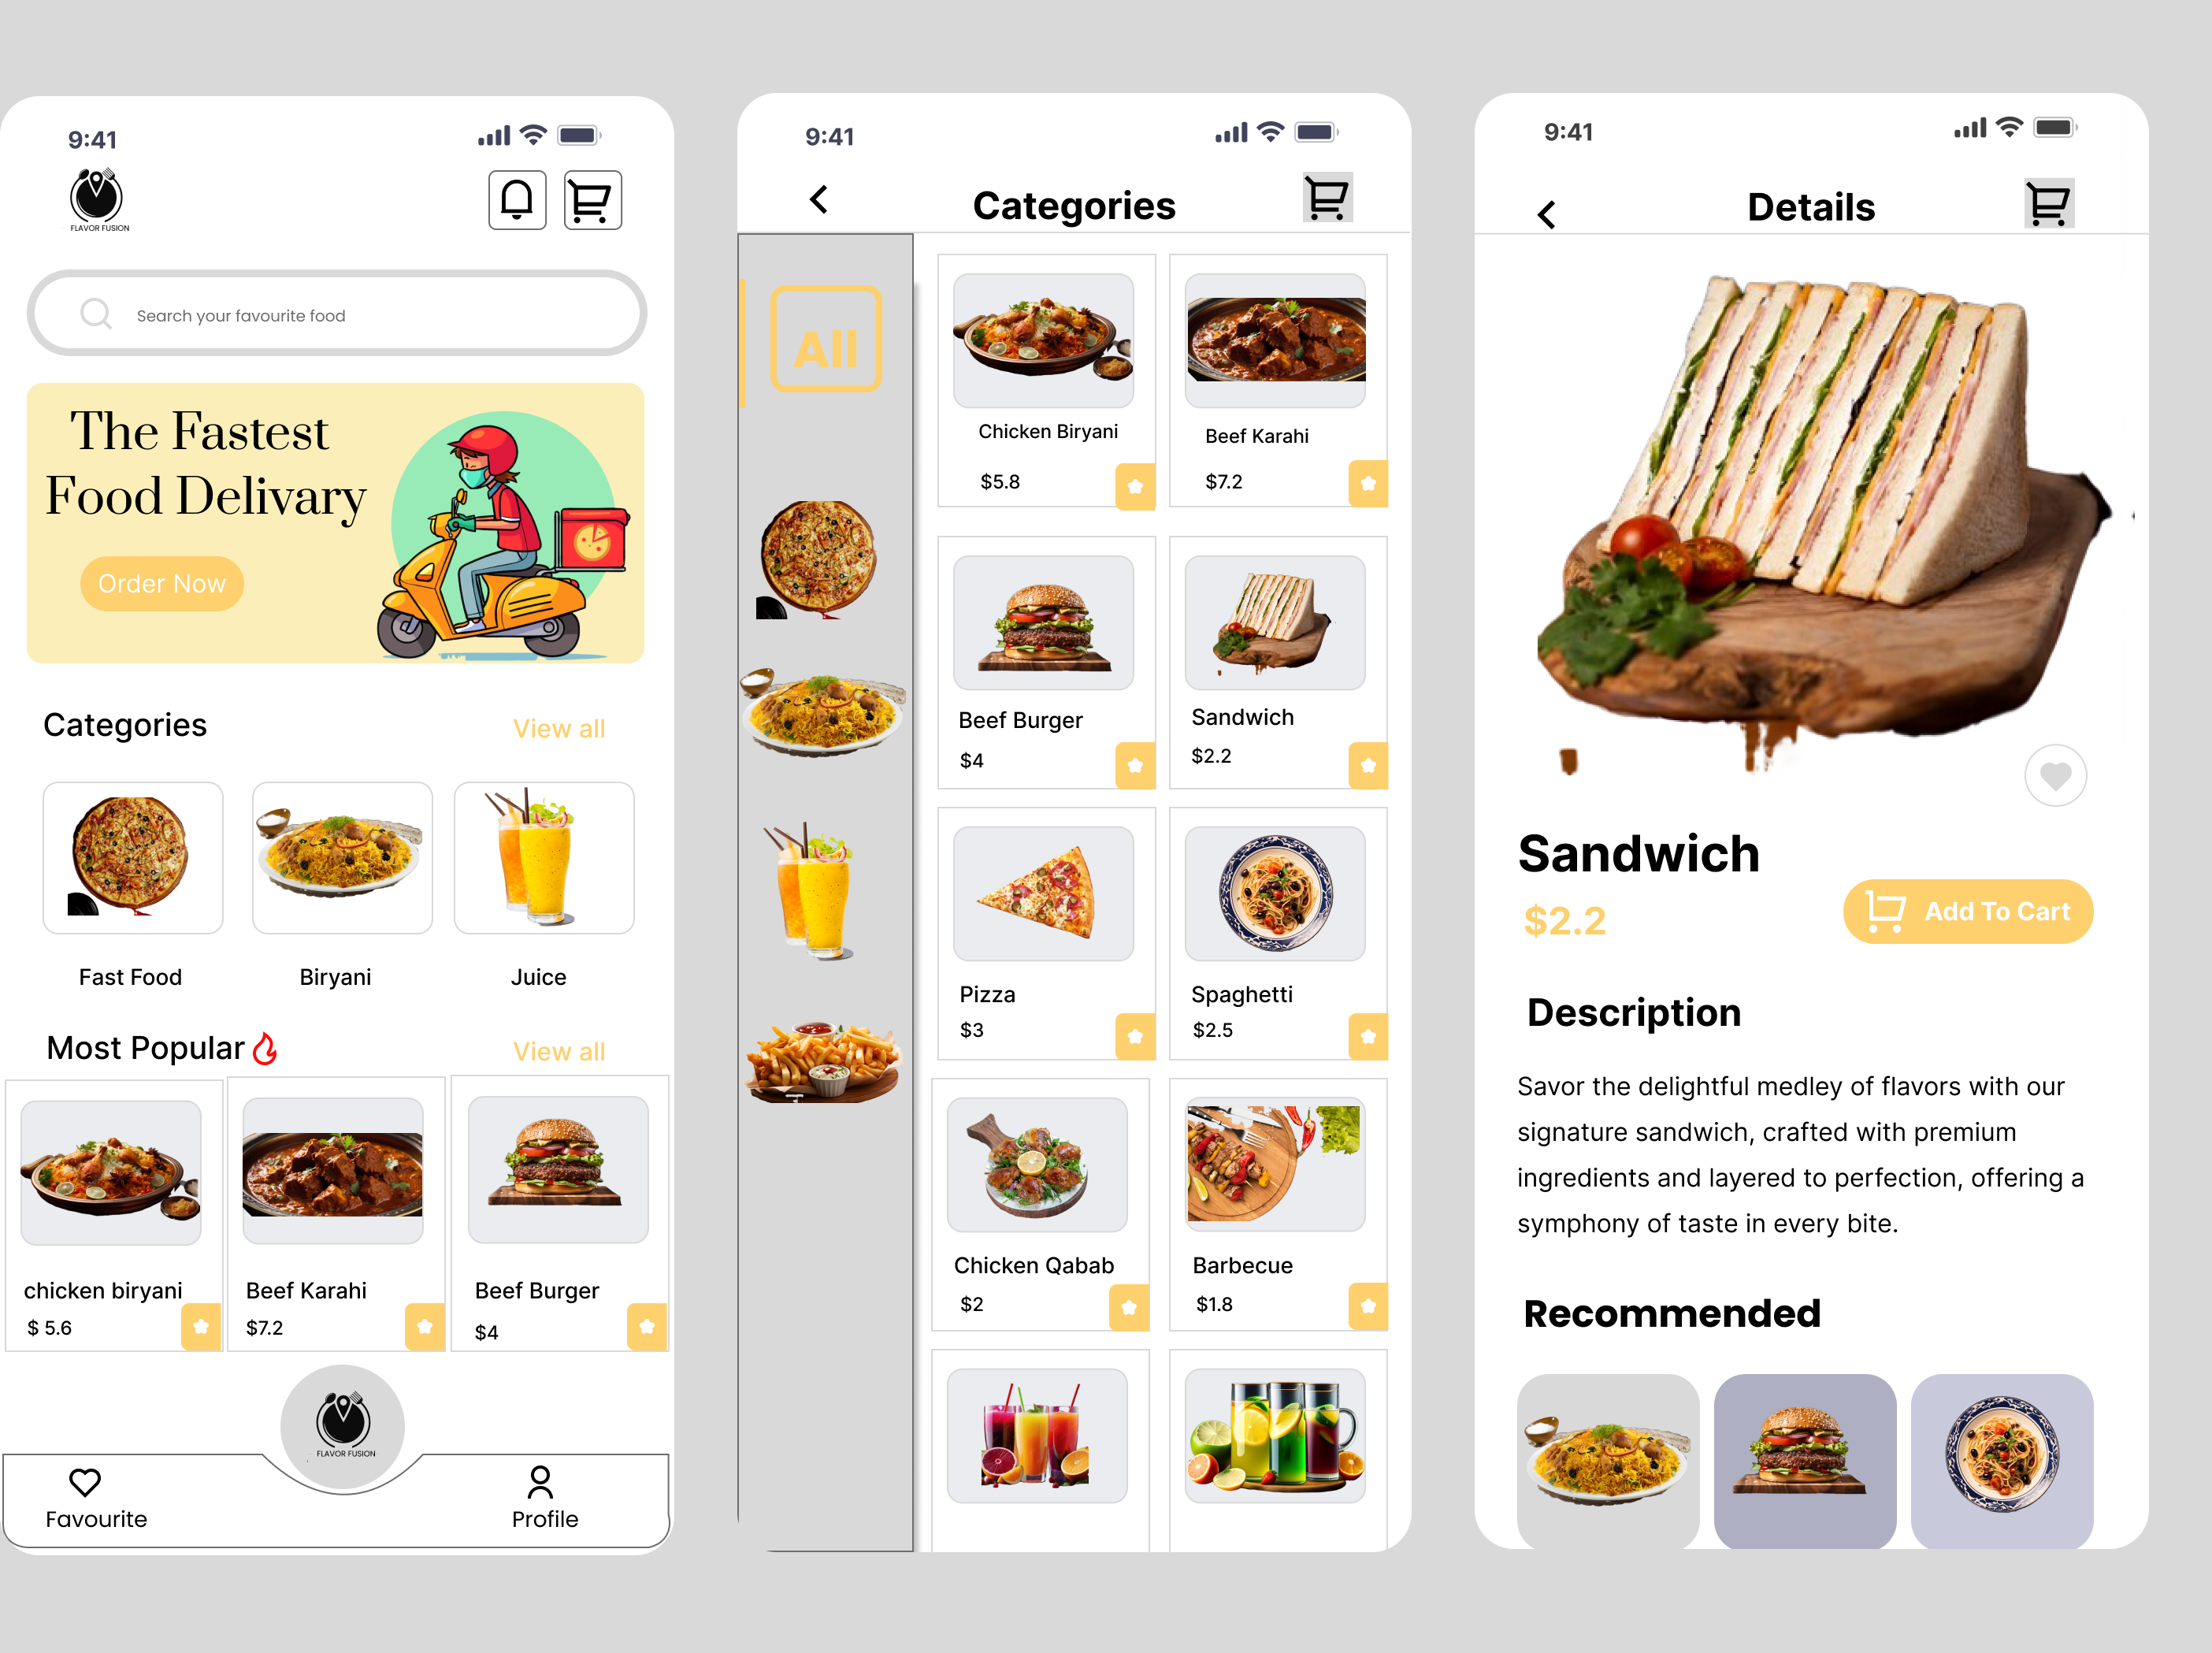 9:41
FLAVOR FUSION
Search your favourite food
The Fastest
Food Delivary
Order Now
Categories
View all
Fast Food
Biryani
Juice
Most Popular
View all
chicken biryani
$ 5.6
Beef Karahi
$7.2
Beef Burger
$4
FLAVOR FUSION
Favourite
Profile
9:41
Categories
All
Chicken Biryani
$5.8
Beef Karahi
$7.2
Beef Burger
$4
Sandwich
$2.2
Pizza
$3
Spaghetti
$2.5
Chicken Qabab
$2
Barbecue
$1.8
9:41
Details
Sandwich
$2.2
Add To Cart
Description
Savor the delightful medley of flavors with our
signature sandwich, crafted with premium
ingredients and layered to perfection, offering a
symphony of taste in every bite.
Recommended